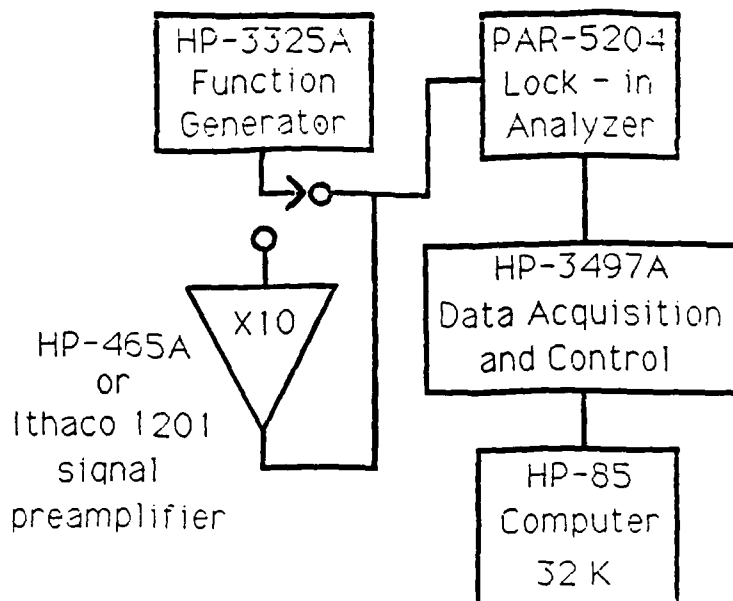 HP-3325A
Function
Generator
PAR-5204
Lock - in
Analyzer
HP-3497A
Data Acquisition
and Control
X10
HP-465A
or
Ithaco 1201
signal
preamplifier
HP-85
Computer
32 K